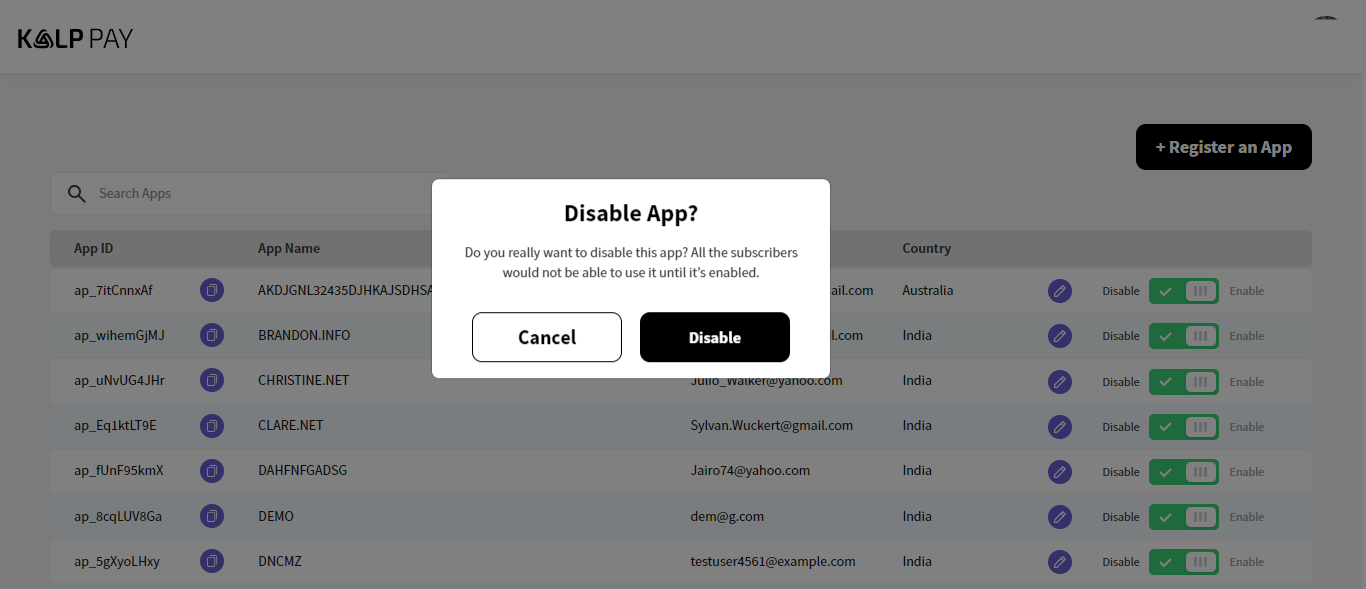 KALP PAY
+ Register an App
Search Apps
Disable App?
Do you really want to disable this app? All the subscribers
would not be able to use it until it's enabled.
Cancel
Disable
App ID App Name Country
ap_7itCnnxAf AKDJGNL32435DJHKAJSDHSA ail.com Australia Disable Enable
ap_wihemGjMJ BRANDON.INFO l.com India Disable Enable
ap_uNvUG4JHr CHRISTINE.NET Julio_Walker@yahoo.com India Disable Enable
ap_Eq1ktLT9E CLARE.NET Sylvan.Wuckert@gmail.com India Disable Enable
ap_fUnF95kmX DAHFNFGADSG Jairo74@yahoo.com India Disable Enable
ap_8cqLUV8Ga DEMO dem@g.com India Disable Enable
ap_5gXyoLHxy DNCMZ testuser4561@example.com India Disable Enable